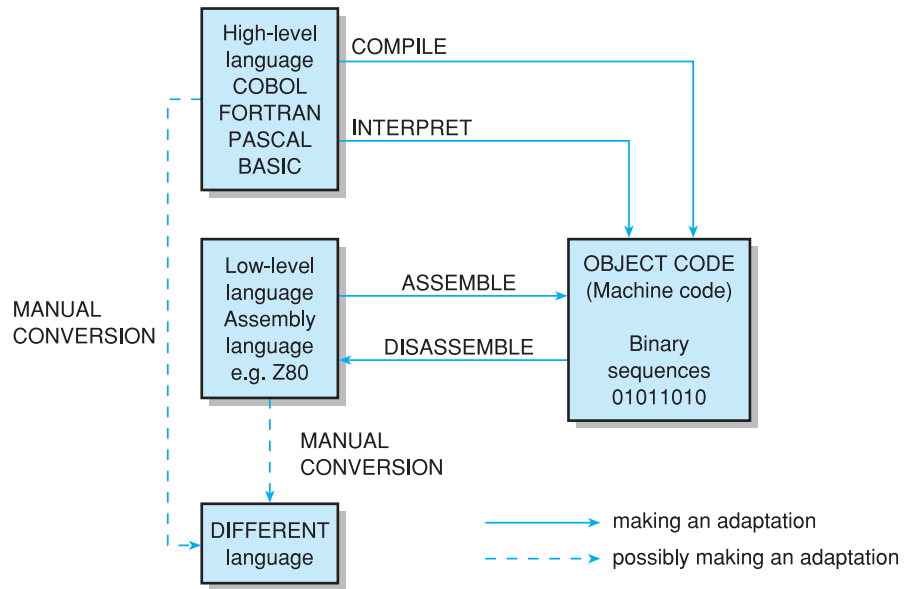 High-level
language
COBOL
FORTRAN
PASCAL
BASIC
COMPILE
INTERPRET
Low-level
language
Assembly
language
e.g. Z80
ASSEMBLE
DISASSEMBLE
OBJECT CODE
(Machine code)
Binary
sequences
01011010
MANUAL
CONVERSION
MANUAL
CONVERSION
DIFFERENT
language
making an adaptation
possibly making an adaptation